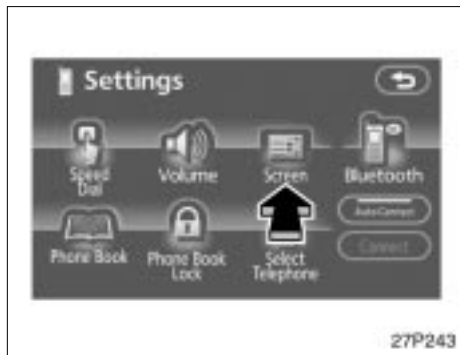 Settings
Speed
Dial
Volume
Screen
Bluetooth
Auto Connect
Connect
Phone Book
Phone Book
Lock
Select
Telephone
27P243